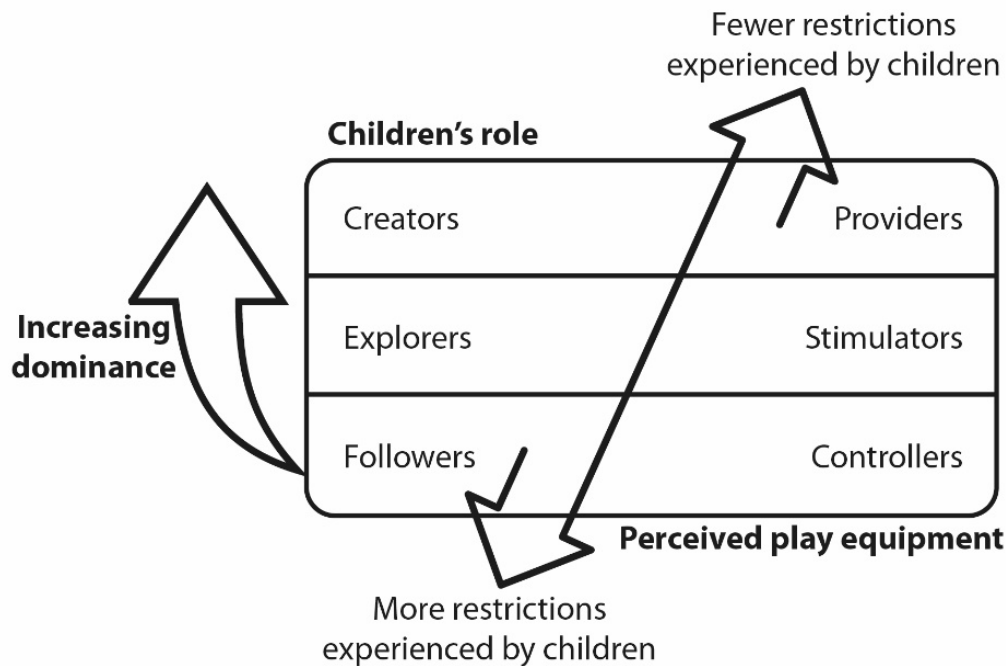 Fewer restrictions
experienced by children
Children’s role
Creators
Providers
Increasing
dominance
Explorers
Stimulators
Followers
Controllers
Perceived play equipment
More restrictions
experienced by children